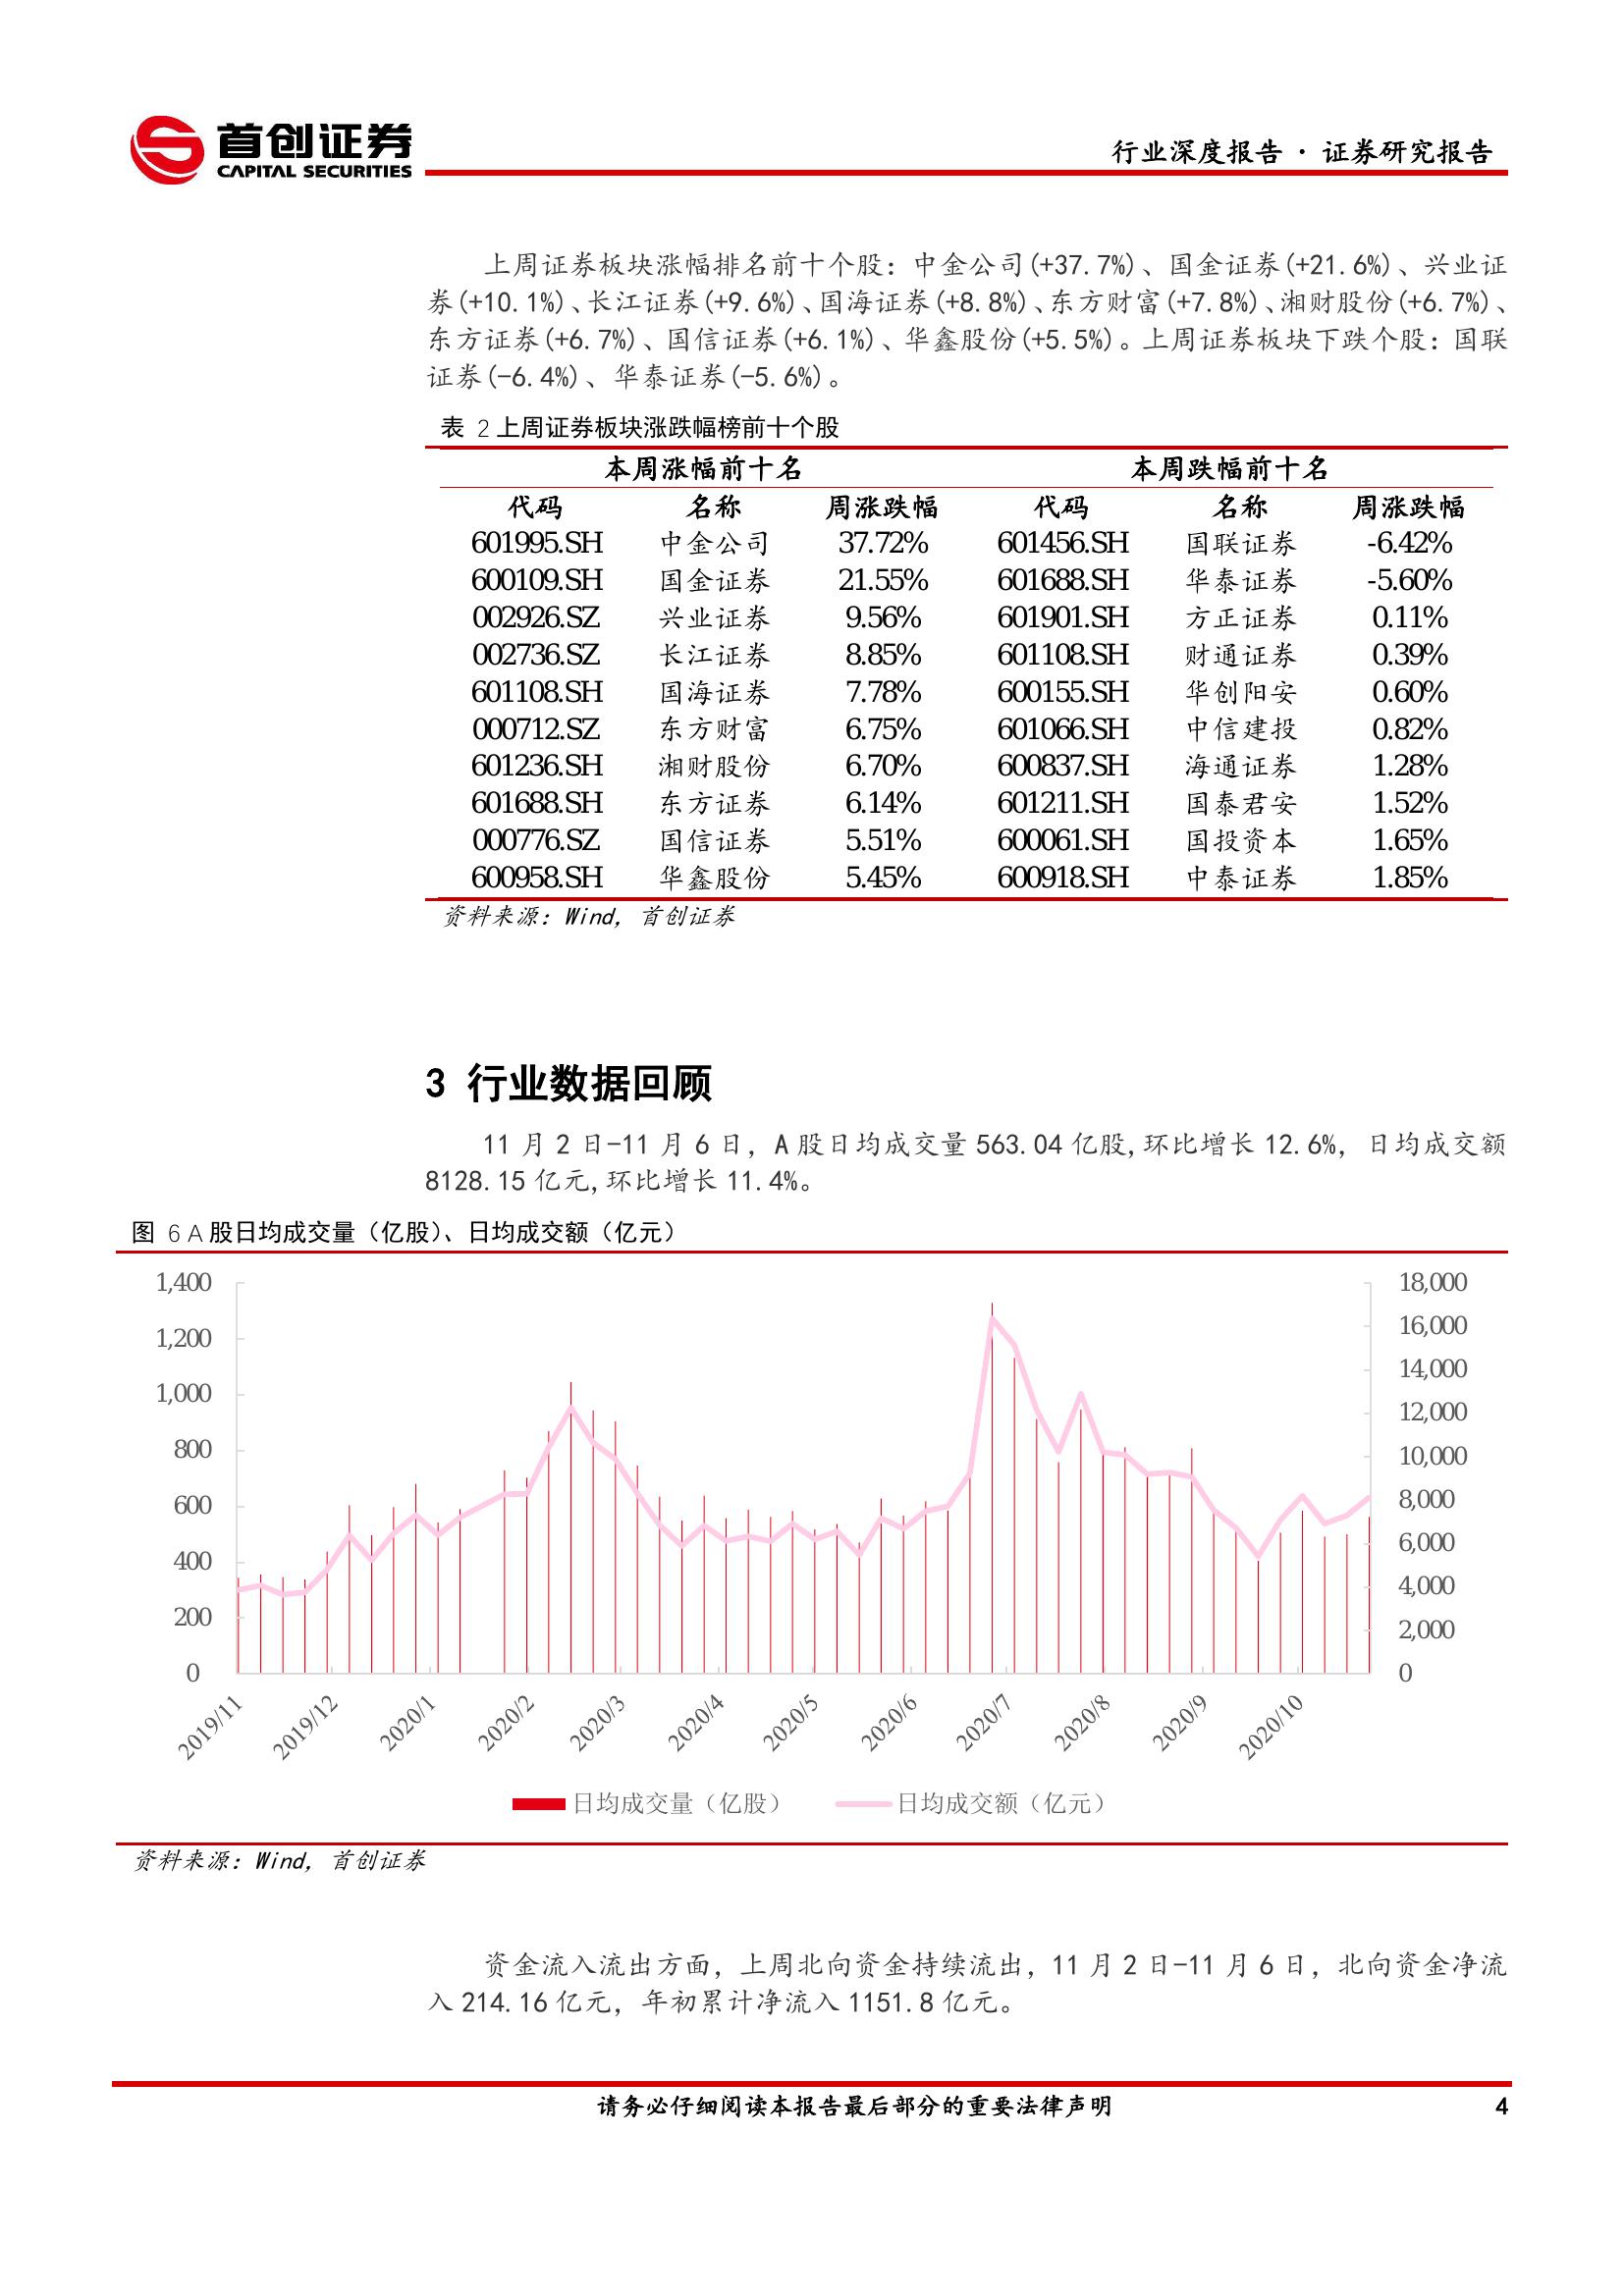 首创证券
CAPITAL SECURITIES
行业深度报告 · 证券研究报告
上周证券板块涨幅排名前十个股：中金公司(+37.7%)、国金证券(+21.6%)、兴业证
券(+10.1%)、长江证券(+9.6%)、国海证券(+8.8%)、东方财富(+7.8%)、湘财股份(+6.7%)、
东方证券(+6.7%)、国信证券(+6.1%)、华鑫股份(+5.5%)。上周证券板块下跌个股：国联
证券(-6.4%)、华泰证券(-5.6%)。
表 2 上周证券板块涨跌幅榜前十个股
本周涨幅前十名 本周跌幅前十名
代码 名称 周涨跌幅 代码 名称 周涨跌幅
601995.SH 中金公司 37.72% 601456.SH 国联证券 -6.42%
600109.SH 国金证券 21.55% 601688.SH 华泰证券 -5.60%
002926.SZ 兴业证券 9.56% 601901.SH 方正证券 0.11%
002736.SZ 长江证券 8.85% 601108.SH 财通证券 0.39%
601108.SH 国海证券 7.78% 600155.SH 华创阳安 0.60%
000712.SZ 东方财富 6.75% 601066.SH 中信建投 0.82%
601236.SH 湘财股份 6.70% 600837.SH 海通证券 1.28%
601688.SH 东方证券 6.14% 601211.SH 国泰君安 1.52%
000776.SZ 国信证券 5.51% 600061.SH 国投资本 1.65%
600958.SH 华鑫股份 5.45% 600918.SH 中泰证券 1.85%
资料来源：Wind, 首创证券
3 行业数据回顾
11 月 2 日-11 月 6 日，A 股日均成交量 563.04 亿股,环比增长 12.6%，日均成交额
8128.15 亿元,环比增长 11.4%。
图 6 A 股日均成交量（亿股）、日均成交额（亿元）
1,400 18,000
1,200 16,000
1,000 14,000
800 12,000
600 10,000
400 8,000
200 6,000
0 4,000
2,000
0
2019/11 2019/12 2020/1 2020/2 2020/3 2020/4 2020/5 2020/6 2020/7 2020/8 2020/9 2020/10
日均成交量（亿股） 日均成交额（亿元）
资料来源：Wind, 首创证券
资金流入流出方面，上周北向资金持续流出，11 月 2 日-11 月 6 日，北向资金净流
入 214.16 亿元，年初累计净流入 1151.8 亿元。
请务必仔细阅读本报告最后部分的重要法律声明 4